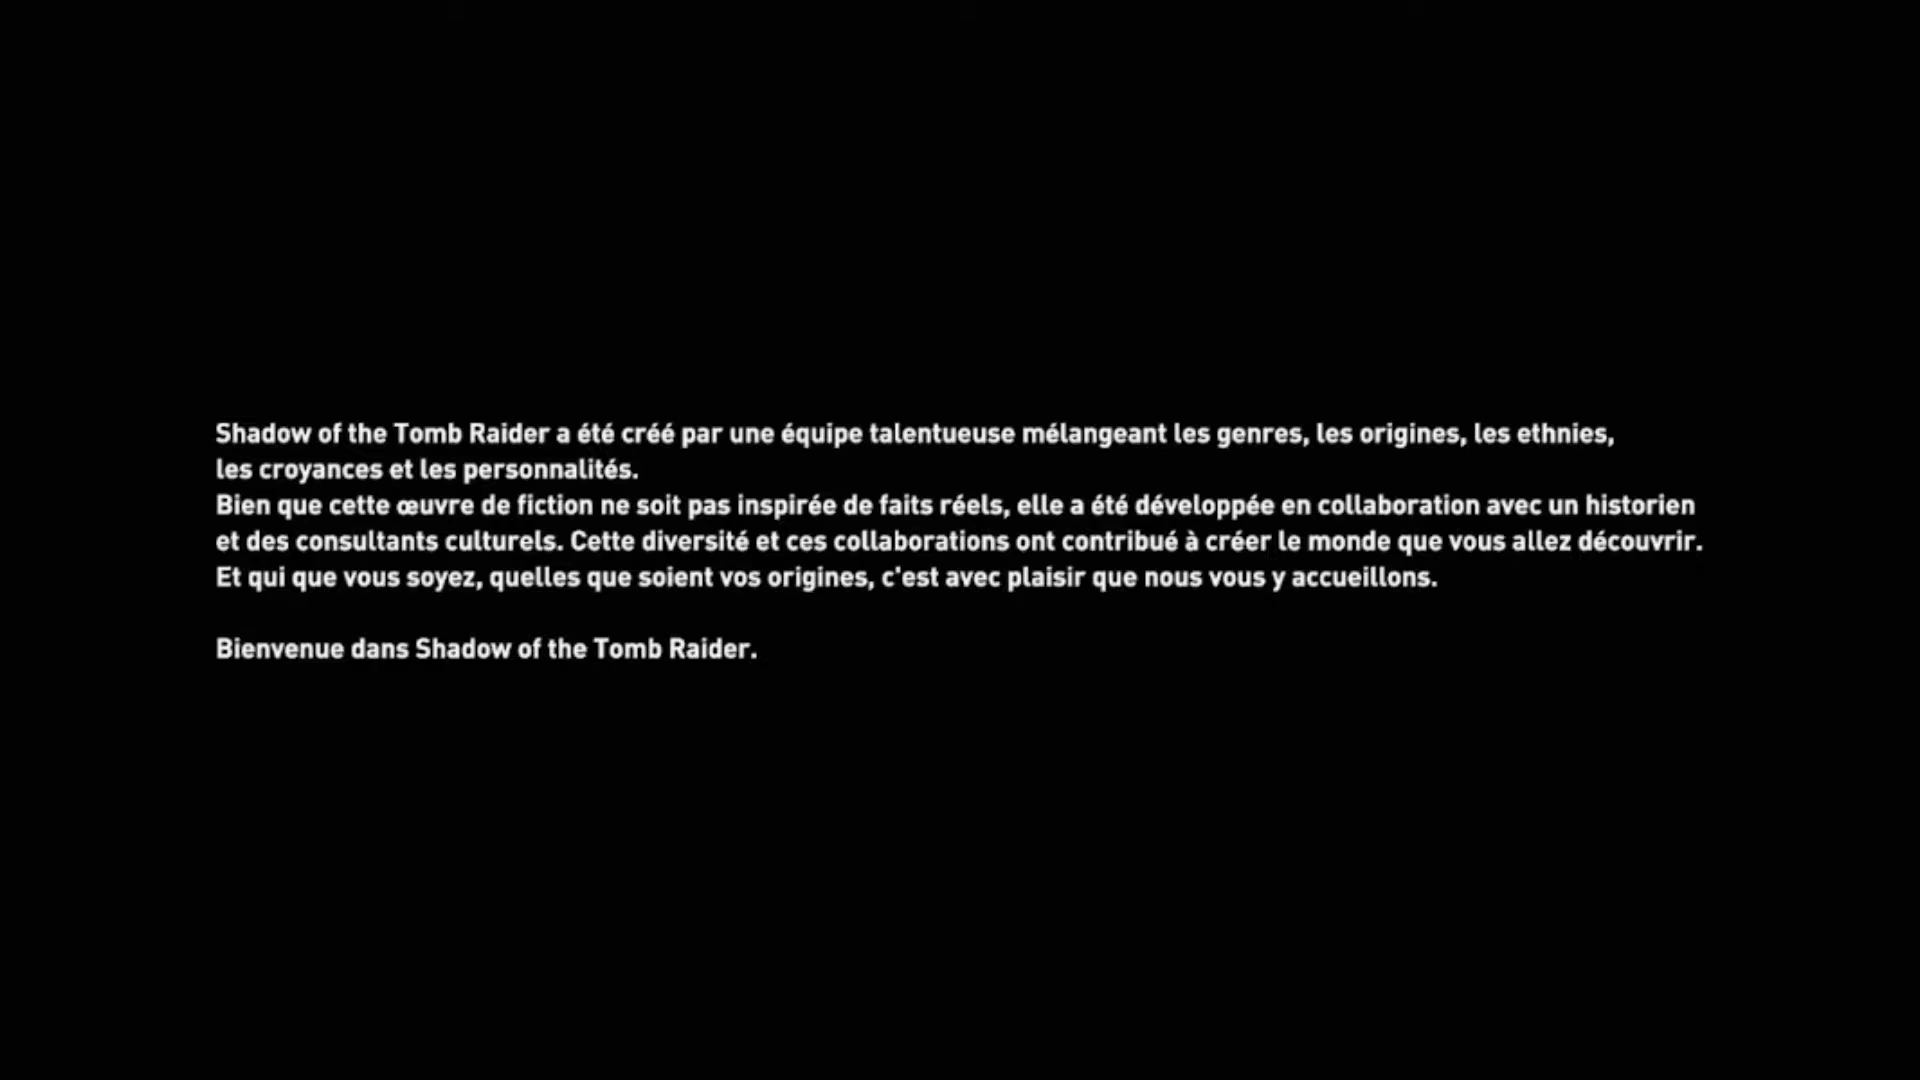 Shadow of the Tomb Raider a été créé par une équipe talentueuse mélangeant les genres, les origines, les ethnies,
les croyances et les personnalités.
Bien que cette œuvre de fiction ne soit pas inspirée de faits réels, elle a été développée en collaboration avec un historien
et des consultants culturels. Cette diversité et ces collaborations ont contribué à créer le monde que vous allez découvrir.
Et qui que vous soyez, quelles que soient vos origines, c'est avec plaisir que nous vous y accueillons.
Bienvenue dans Shadow of the Tomb Raider.